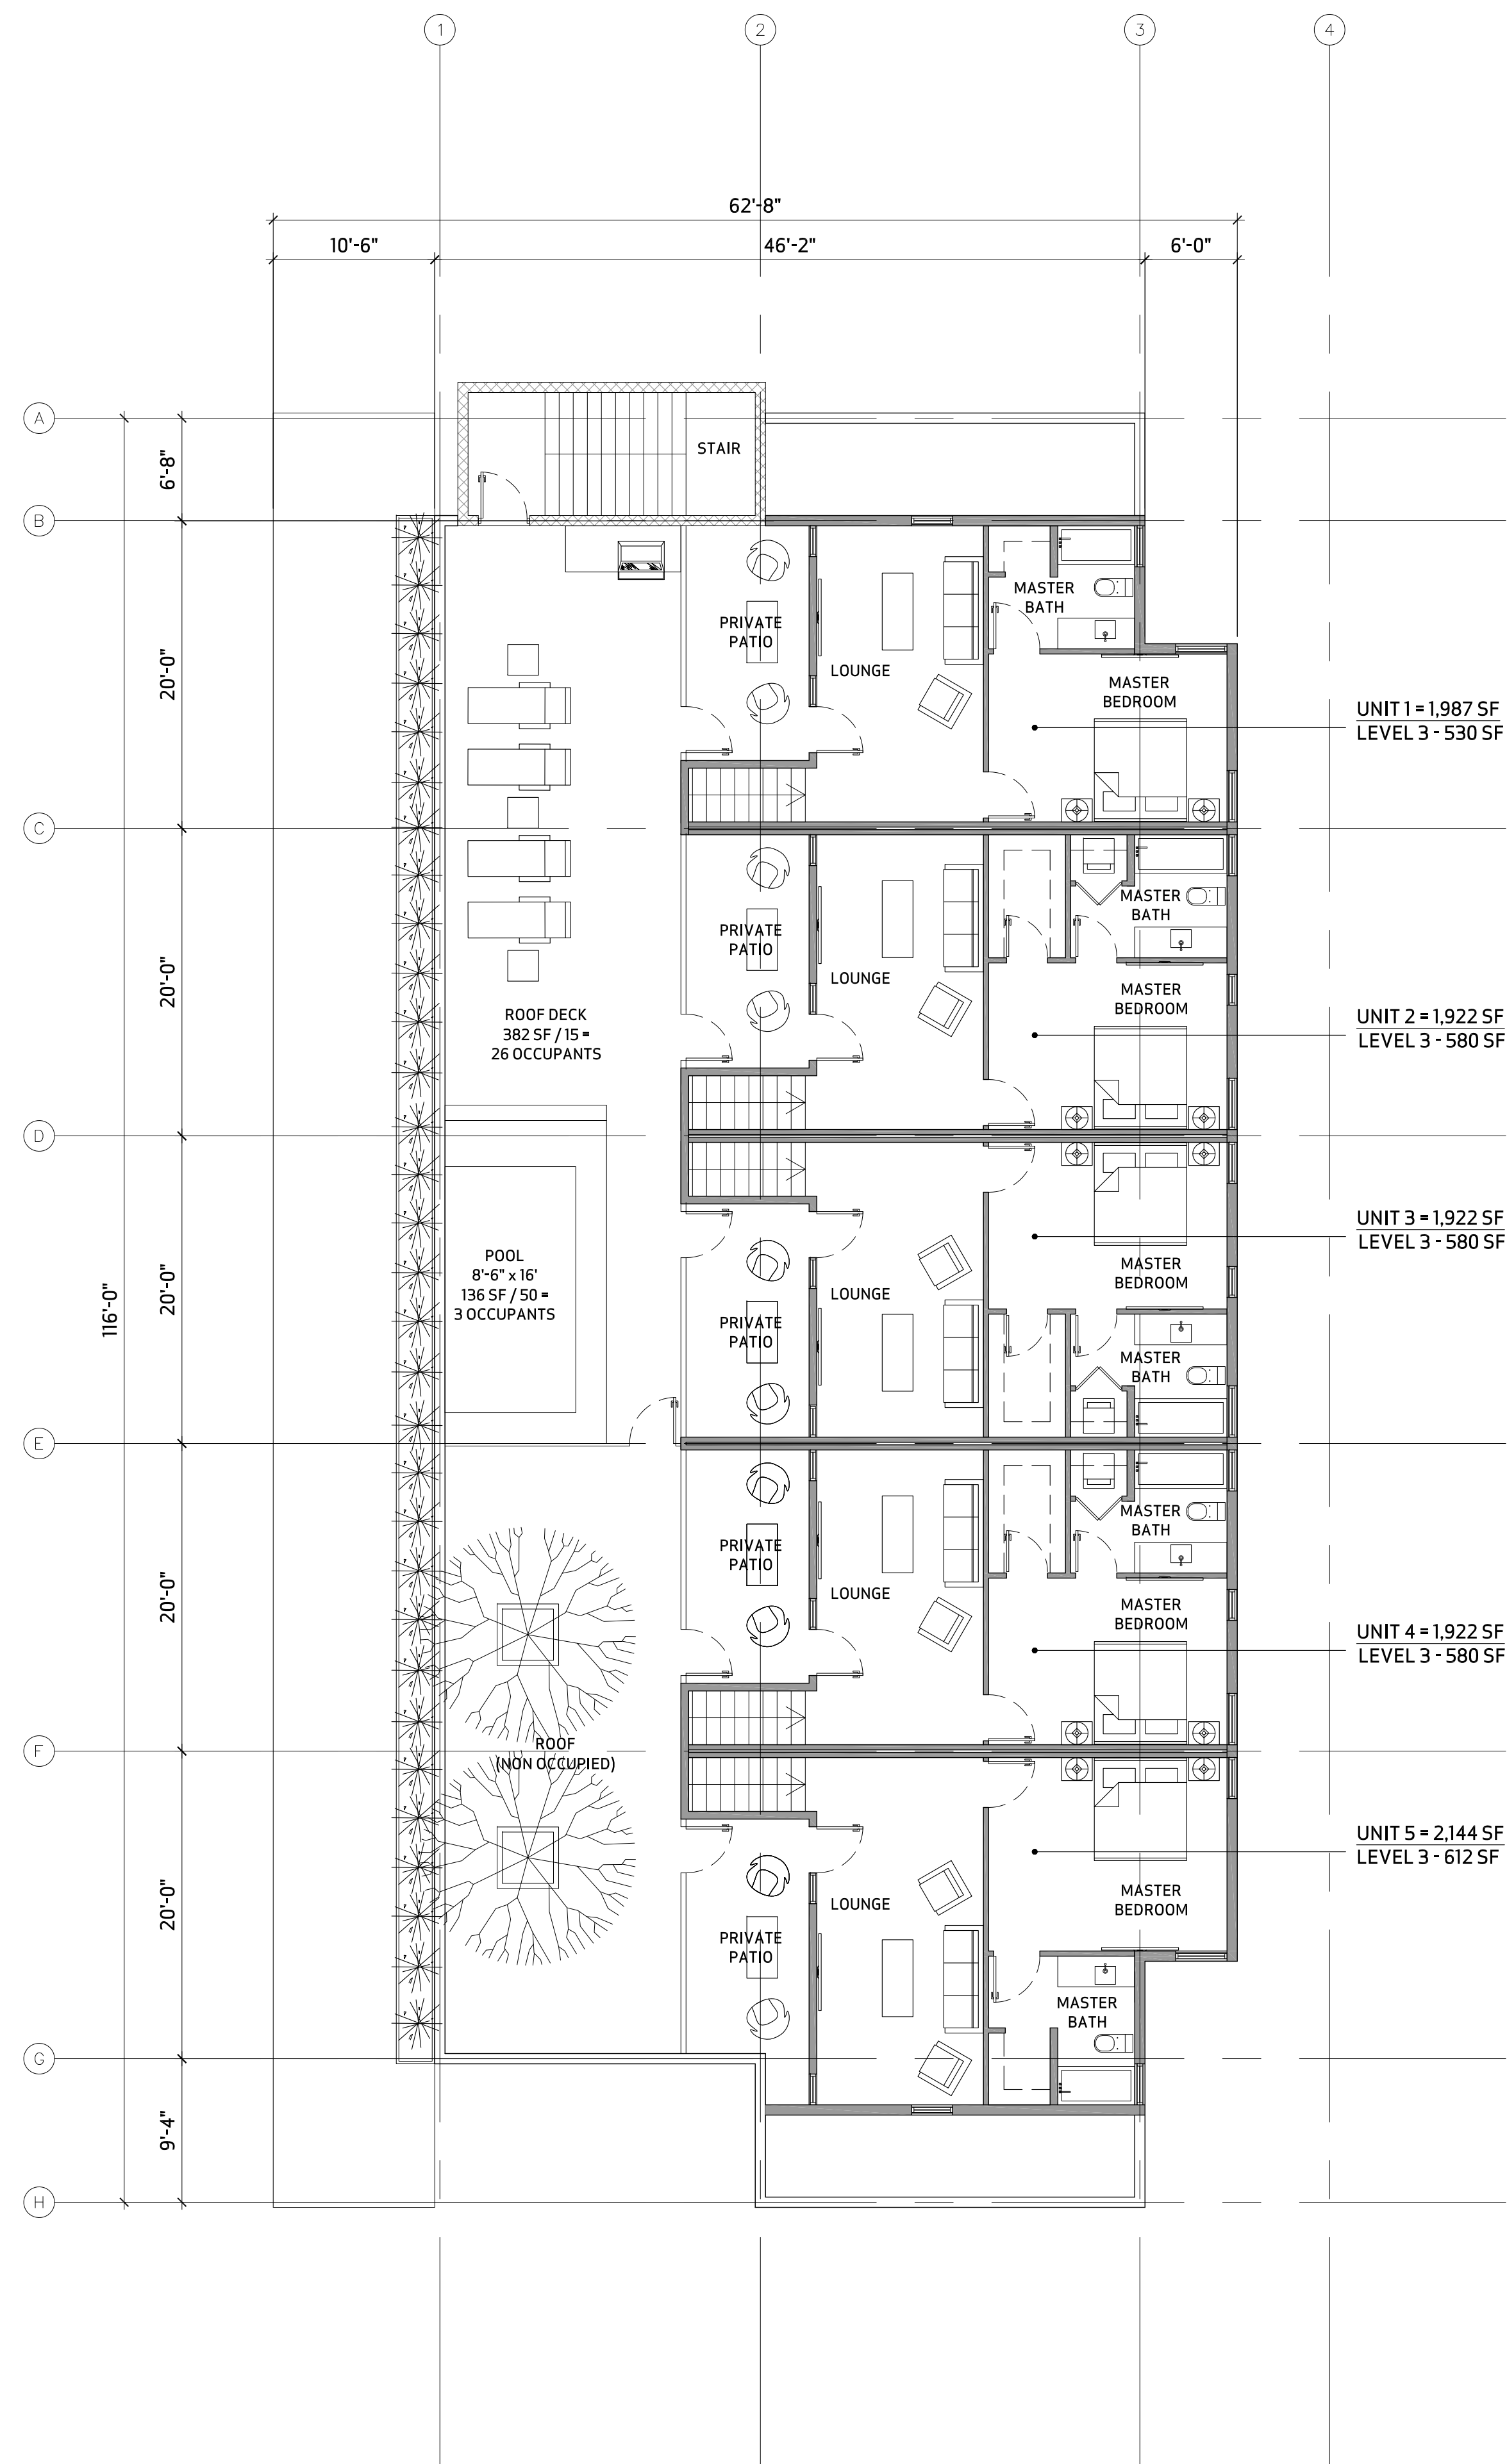 1
2
3
4
62'-8"
10'-6"
46'-2"
6'-0"
A
6'-8"
STAIR
B
20'-0"
MASTER
BATH
PRIVATE
PATIO
LOUNGE
MASTER
BEDROOM
UNIT 1 = 1,987 SF
LEVEL 3 - 530 SF
C
20'-0"
MASTER
BATH
PRIVATE
PATIO
LOUNGE
MASTER
BEDROOM
ROOF DECK
382 SF / 15 =
26 OCCUPANTS
UNIT 2 = 1,922 SF
LEVEL 3 - 580 SF
D
116'-0"
20'-0"
POOL
8'-6" x 16'
136 SF / 50 =
3 OCCUPANTS
UNIT 3 = 1,922 SF
LEVEL 3 - 580 SF
MASTER
BEDROOM
LOUNGE
PRIVATE
PATIO
MASTER
BATH
E
20'-0"
MASTER
BATH
PRIVATE
PATIO
LOUNGE
MASTER
BEDROOM
UNIT 4 = 1,922 SF
LEVEL 3 - 580 SF
F
ROOF
(NON OCCUPIED)
20'-0"
UNIT 5 = 2,144 SF
LEVEL 3 - 612 SF
MASTER
BEDROOM
LOUNGE
PRIVATE
PATIO
MASTER
BATH
G
9'-4"
H